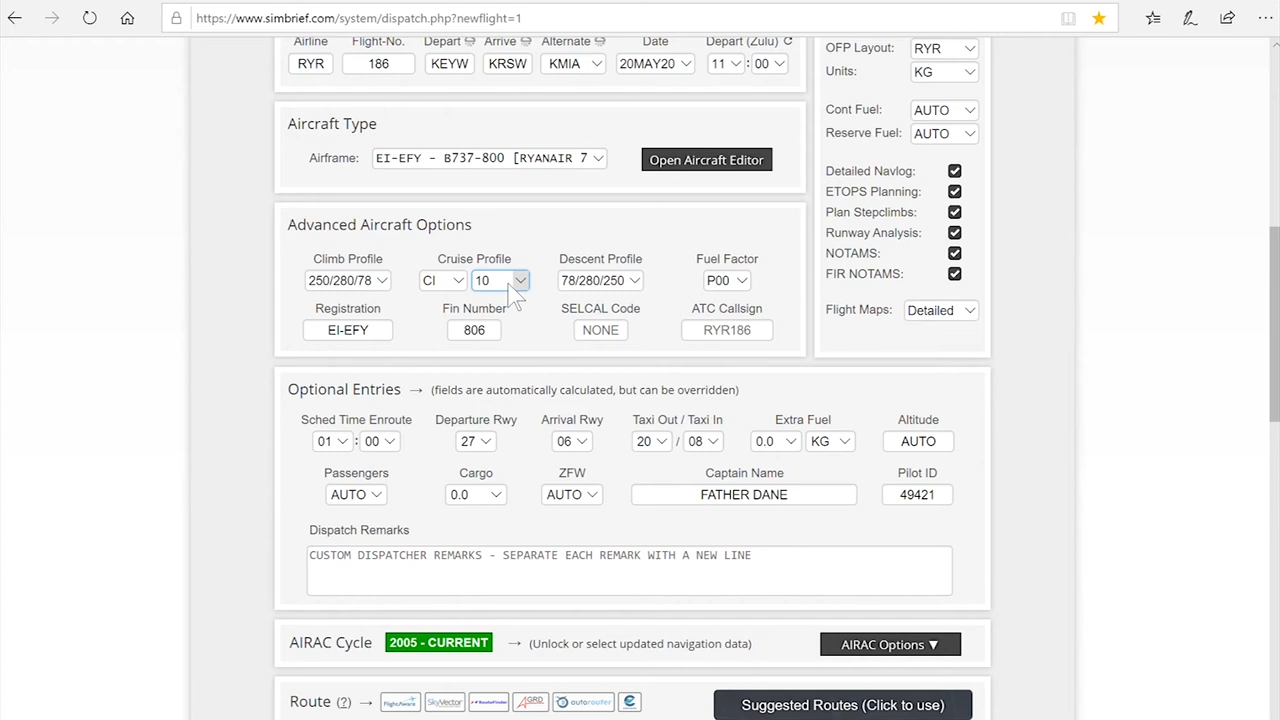 https://www.simbrief.com/system/dispatch.php?newflight=1
Airline Flight-No. Depart Arrive Alternate Date Depart (Zulu)
RYR 186 KEYW KRSW KMIA 20MAY20 11 : 00
OFP Layout: RYR
Units: KG
Cont Fuel: AUTO
Reserve Fuel: AUTO
Detailed Navlog:
ETOPS Planning:
Plan Stepclimbs:
Runway Analysis:
NOTAMS:
FIR NOTAMS:
Flight Maps: Detailed
Aircraft Type
Airframe: EI-EFY - B737-800 [RYANAIR 7 Open Aircraft Editor
Advanced Aircraft Options
Climb Profile Cruise Profile Descent Profile Fuel Factor
250/280/78 CI 10 78/280/250 P00
Registration Fin Number SELCAL Code ATC Callsign
EI-EFY 806 NONE RYR186
Optional Entries → (fields are automatically calculated, but can be overridden)
Sched Time Enroute Departure Rwy Arrival Rwy Taxi Out / Taxi In Extra Fuel Altitude
01 : 00 27 06 20 / 08 0.0 KG AUTO
Passengers Cargo ZFW Captain Name Pilot ID
AUTO 0.0 AUTO FATHER DANE 49421
Dispatch Remarks
CUSTOM DISPATCHER REMARKS - SEPARATE EACH REMARK WITH A NEW LINE
AIRAC Cycle 2005 - CURRENT → (Unlock or select updated navigation data) AIRAC Options ▼
Route (?) → FlightAware SkyVector RouteFinder AGRD autorouter Suggested Routes (Click to use)